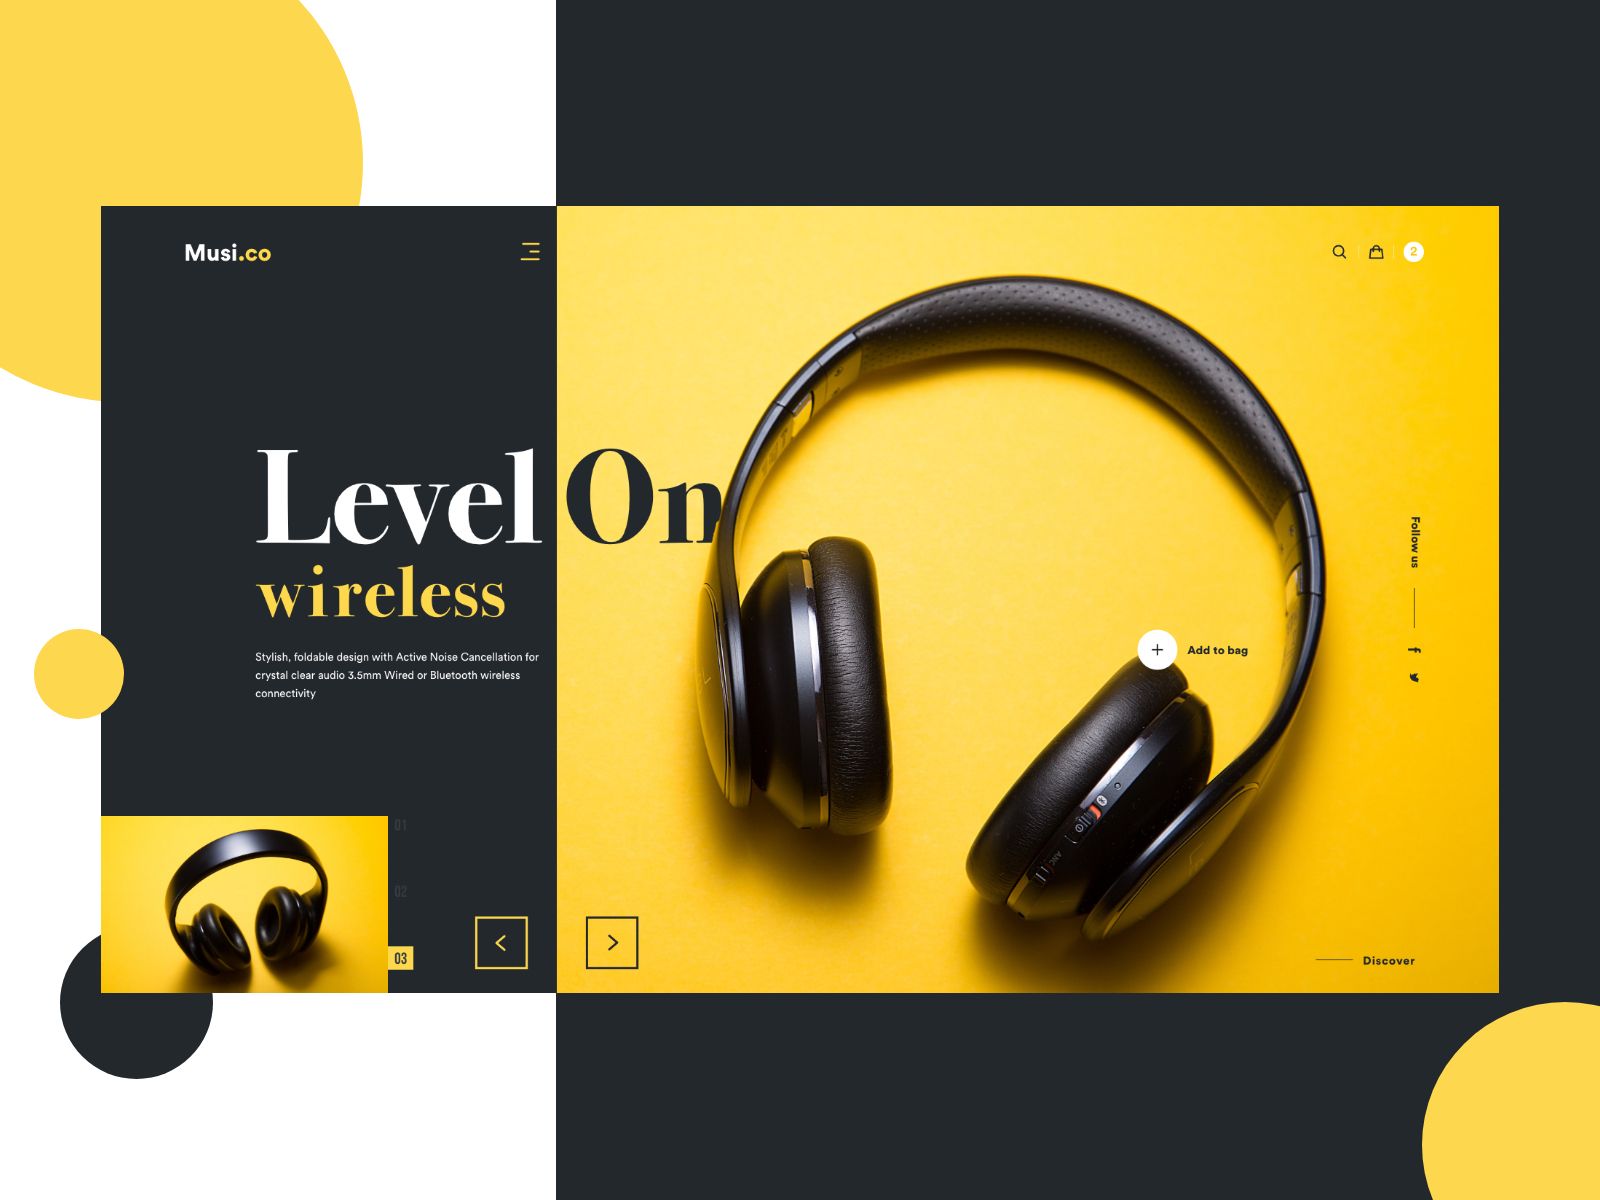 Musi.co
2
Level On
wireless
Stylish, foldable design with Active Noise Cancellation for
crystal clear audio 3.5mm Wired or Bluetooth wireless
connectivity
Follow us
Add to bag
ANC
01
02
03
Discover